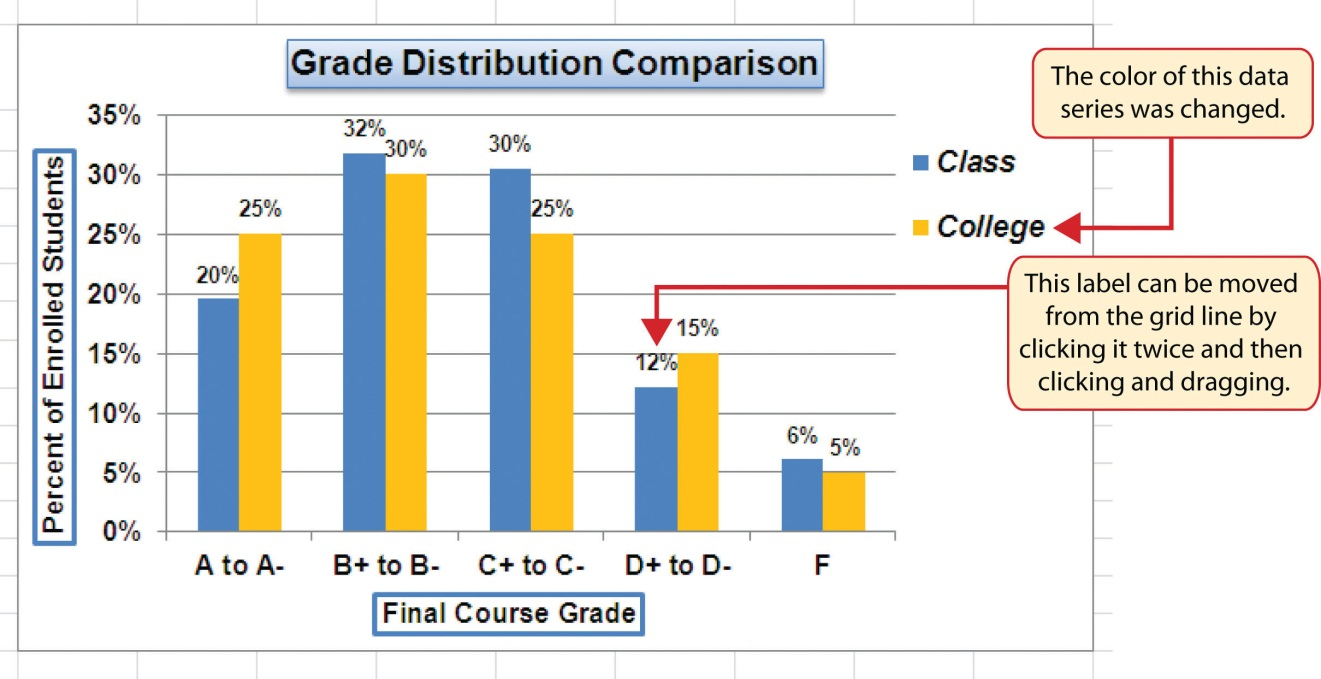 Grade Distribution Comparison
The color of this data
series was changed.
Percent of Enrolled Students
35%
30%
25%
20%
15%
10%
5%
0%
20%
25%
32%
30%
30%
25%
12%
15%
6%
5%
Class
College
This label can be moved
from the grid line by
clicking it twice and then
clicking and dragging.
A to A-
B+ to B-
C+ to C-
D+ to D-
F
Final Course Grade